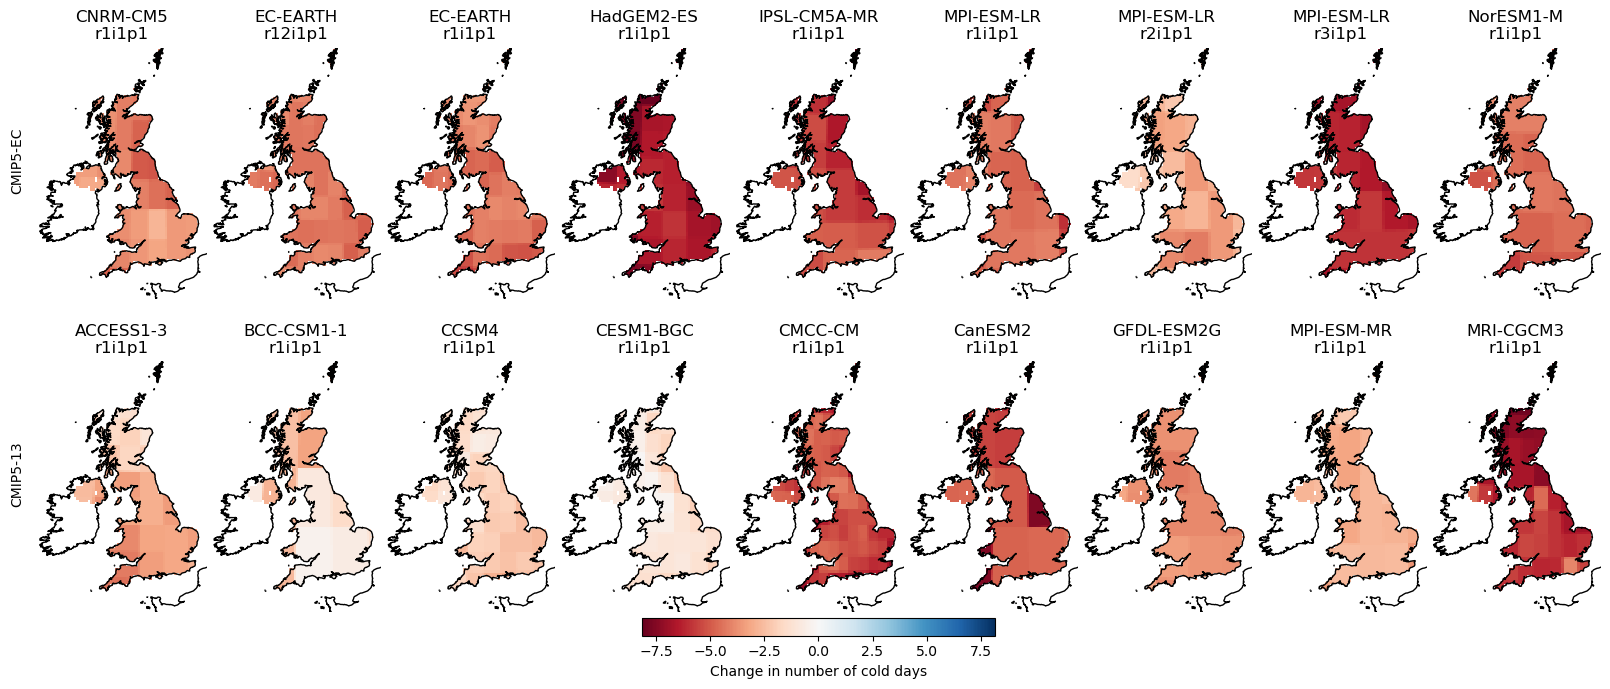 CNRM-CM5
r1i1p1
EC-EARTH
r12i1p1
EC-EARTH
r1i1p1
HadGEM2-ES
r1i1p1
IPSL-CM5A-MR
r1i1p1
MPI-ESM-LR
r1i1p1
MPI-ESM-LR
r2i1p1
MPI-ESM-LR
r3i1p1
NorESM1-M
r1i1p1
CMIP5-EC
ACCESS1-3
r1i1p1
BCC-CSM1-1
r1i1p1
CCSM4
r1i1p1
CESM1-BGC
r1i1p1
CMCC-CM
r1i1p1
CanESM2
r1i1p1
GFDL-ESM2G
r1i1p1
MPI-ESM-MR
r1i1p1
MRI-CGCM3
r1i1p1
CMIP5-13
−7.5 −5.0 −2.5 0.0 2.5 5.0 7.5
Change in number of cold days